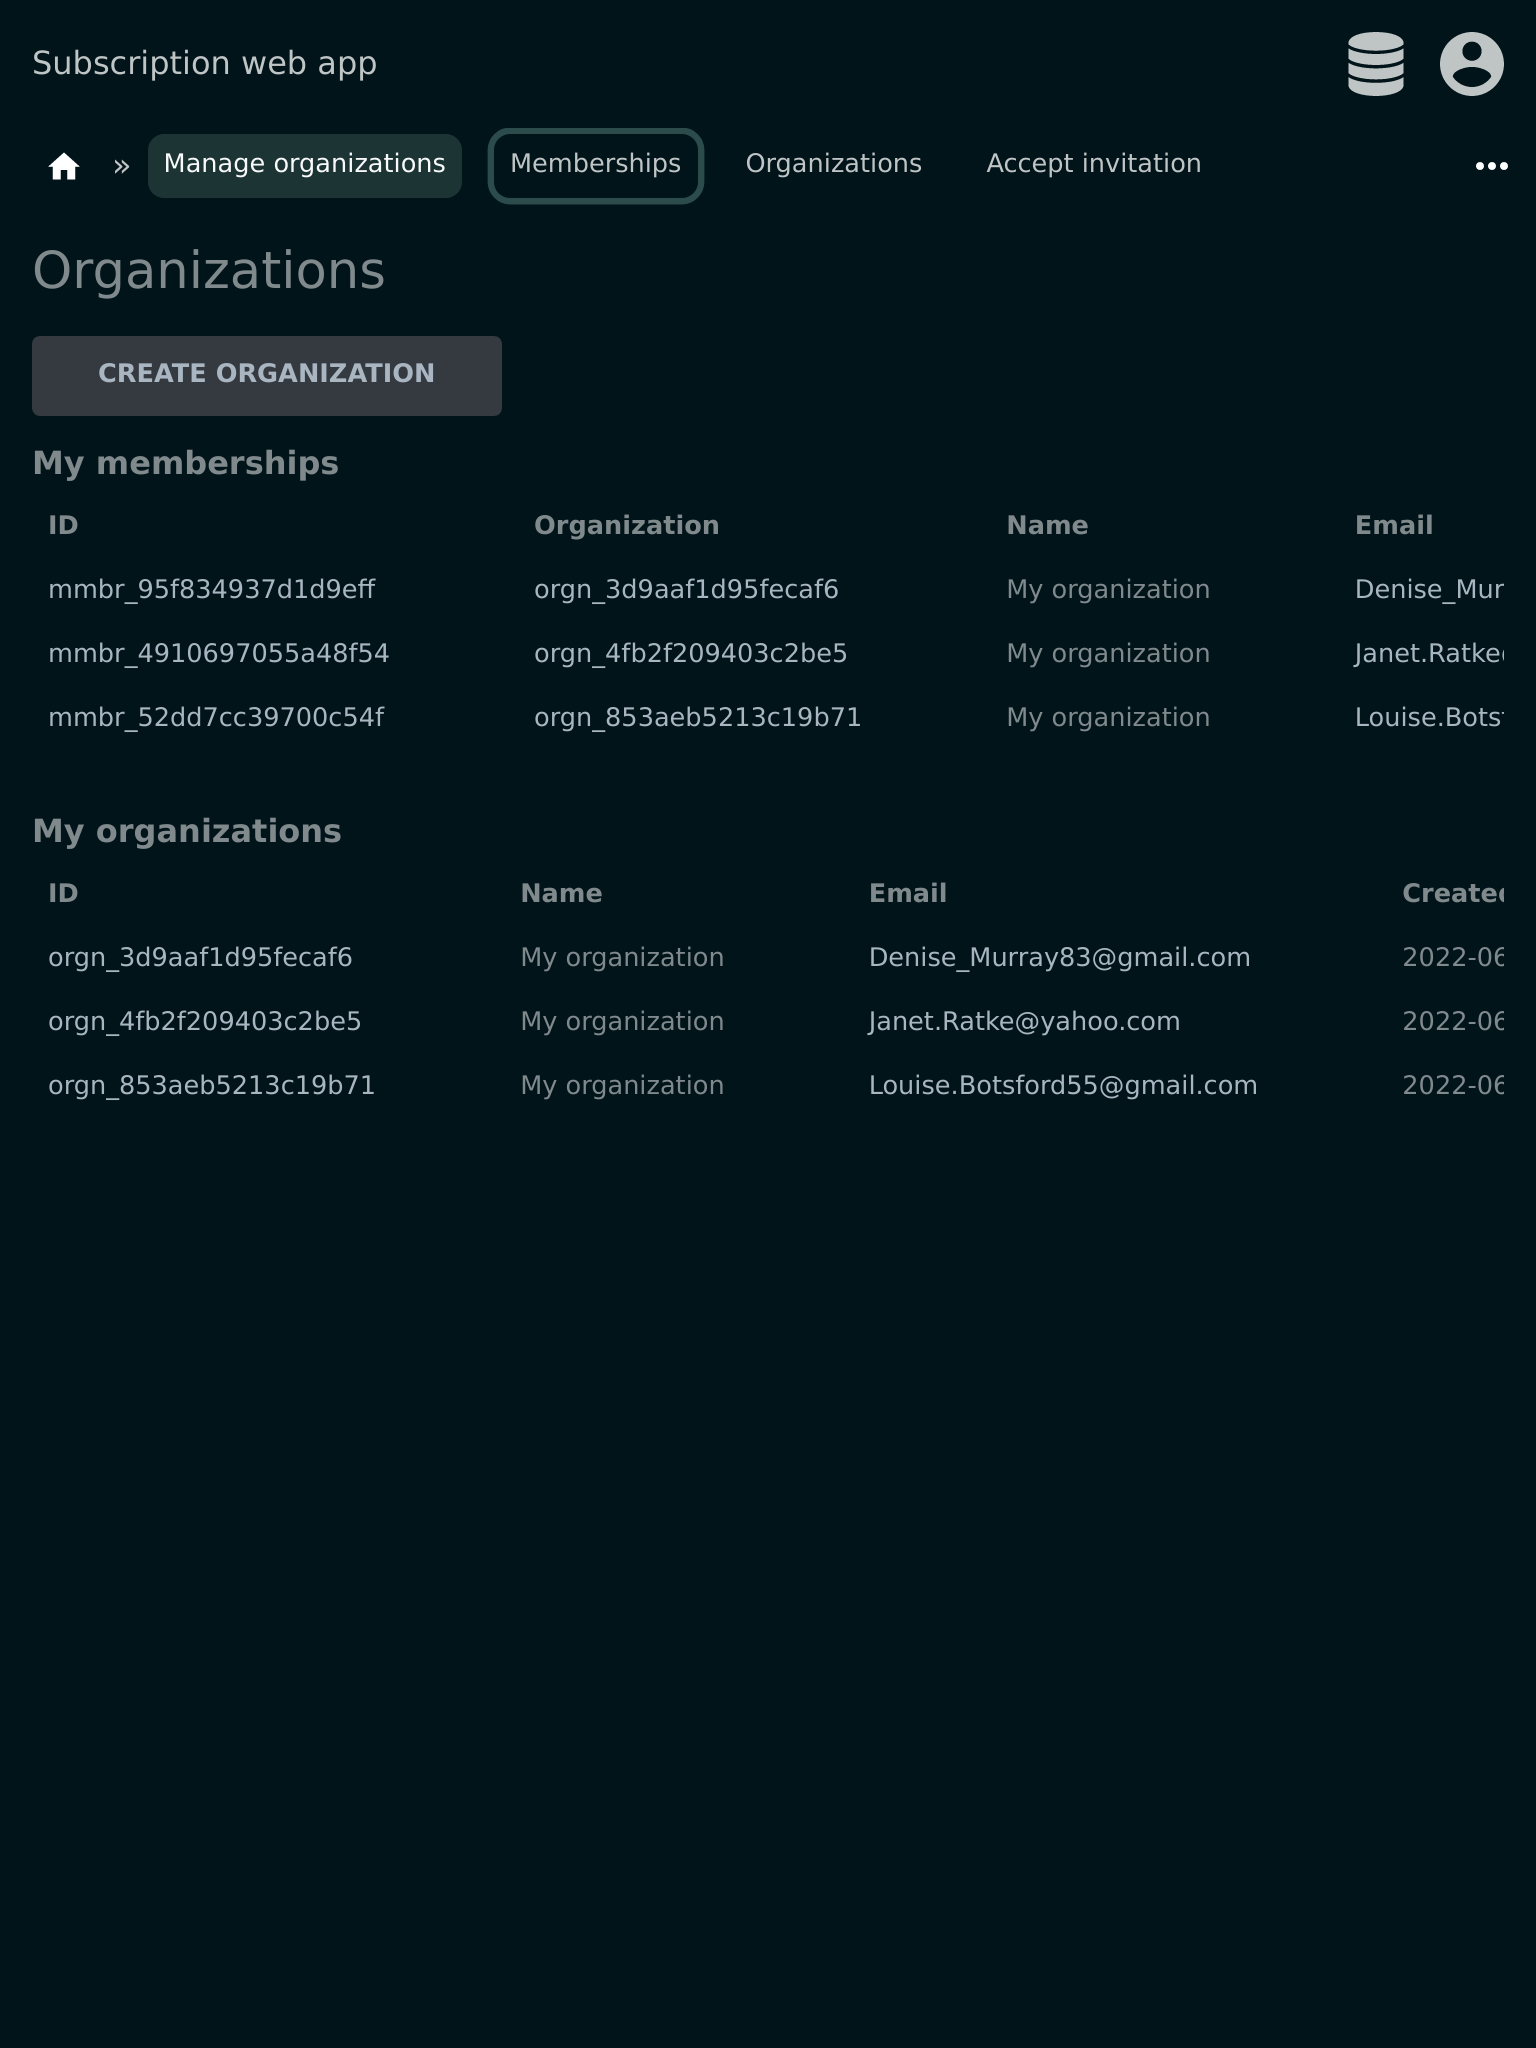 Subscription web app
» Manage organizations Memberships Organizations Accept invitation
Organizations
CREATE ORGANIZATION
My memberships
ID Organization Name Email
mmbr_95f834937d1d9eff orgn_3d9aaf1d95fecaf6 My organization Denise_Mur
mmbr_4910697055a48f54 orgn_4fb2f209403c2be5 My organization Janet.Ratke
mmbr_52dd7cc39700c54f orgn_853aeb5213c19b71 My organization Louise.Bots
My organizations
ID Name Email Created
orgn_3d9aaf1d95fecaf6 My organization Denise_Murray83@gmail.com 2022-06
orgn_4fb2f209403c2be5 My organization Janet.Ratke@yahoo.com 2022-06
orgn_853aeb5213c19b71 My organization Louise.Botsford55@gmail.com 2022-06